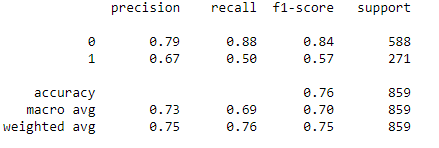 precision recall f1-score support
0 0.79 0.88 0.84 588
1 0.67 0.50 0.57 271
accuracy 0.76 859
macro avg 0.73 0.69 0.70 859
weighted avg 0.75 0.76 0.75 859